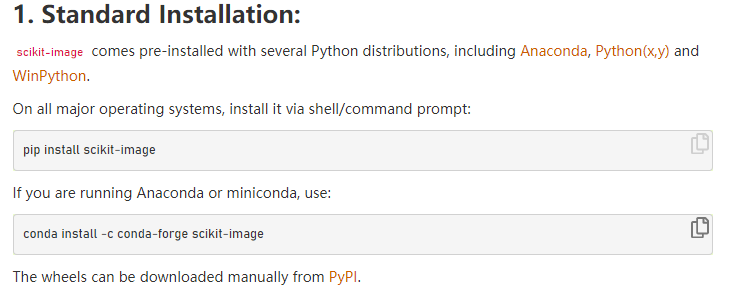 1. Standard Installation:
scikit-image comes pre-installed with several Python distributions, including Anaconda, Python(x,y) and
WinPython.
On all major operating systems, install it via shell/command prompt:
pip install scikit-image
If you are running Anaconda or miniconda, use:
conda install -c conda-forge scikit-image
The wheels can be downloaded manually from PyPI.